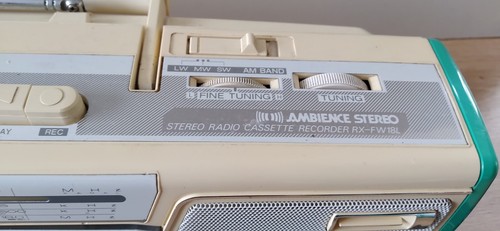 LW MW SW AM BAND
FINE TUNING
TUNING
AMBIENCE STEREO
STEREO RADIO CASSETTE RECORDER RX-FW18L
REC
M H z